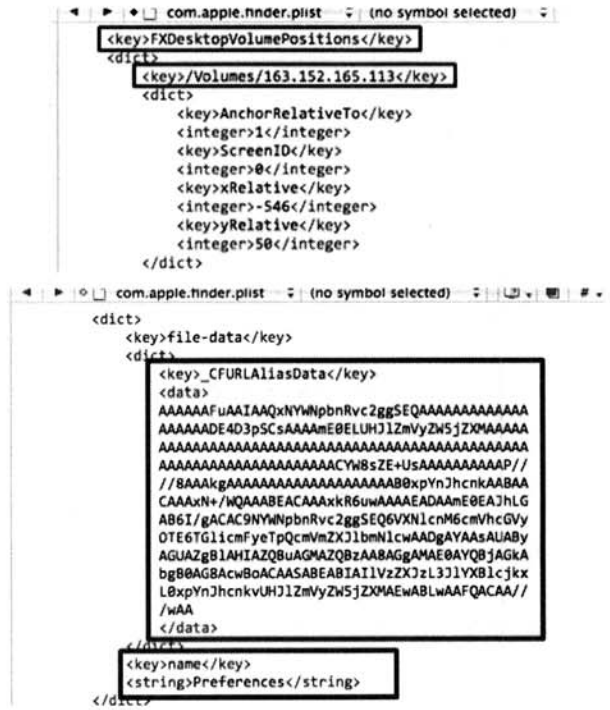 com.apple.finder.plist (no symbol selected)
<key>FXDesktopVolumePositions</key>
<dict>
<key>/Volumes/163.152.165.113</key>
<dict>
<key>AnchorRelativeTo</key>
<integer>1</integer>
<key>ScreenID</key>
<integer>0</integer>
<key>xRelative</key>
<integer>-546</integer>
<key>yRelative</key>
<integer>50</integer>
</dict>
com.apple.finder.plist (no symbol selected) #
<dict>
<key>file-data</key>
<dict>
<key>_CFURLAliasData</key>
<data>
AAAAAAFuAAIAAQxNYWNpbnRvc2ggSEQAAAAAAAAAAAAA
AAAAAADE4D3pSCsAAAAmE0ELUHJlZmVyZW5jZXMAAAAA
AAAAAAAAAAAAAAAAAAAAAAAAAAAAAAAAAAAAAAAAAAAA
AAAAAAAAAAAAAAAAAAAAACYW8sZE+UsAAAAAAAAAAP//
//8AAAkgAAAAAAAAAAAAAAAAAAAAB0xpYnJhcnkAABAA
CAAAxN+/WQAAABEACAAAxkR6uwAAAAEADAAmE0EAJhLG
AB6I/gACAC9NYWNpbnRvc2ggSEQ6VXNlcnM6cmVhcGVy
OTE6TGlicmFyeTpQcmVmZXJlbmNlcwAADgAYAAsAUABy
AGUAZgBlAHIAZQBuAGMAZQBzAA8AGgAMAE0AYQBjAGkA
bgB0AG8AcwBoACAASABEABIAIlVzZXJzL3JlYXBlcjkx
L0xpYnJhcnkvUHJlZmVyZW5jZXMAEwABLwAAFQACAA//
/wAA
</data>
</dict>
<key>name</key>
<string>Preferences</string>
</dict>